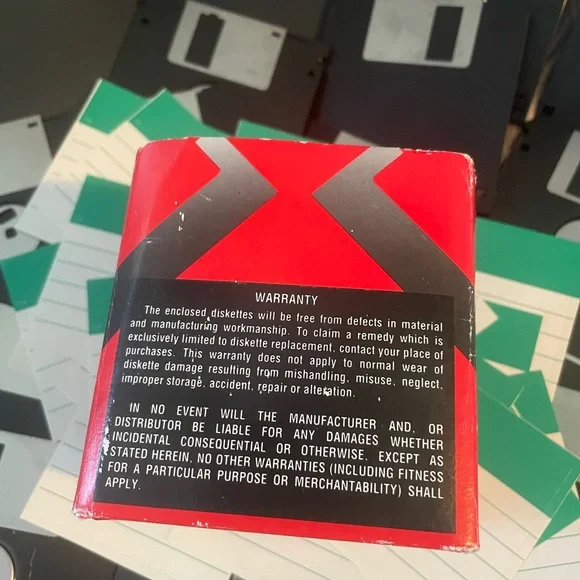 WARRANTY
The enclosed diskettes will be free from defects in material
and manufacturing workmanship. To claim a remedy which is
exclusively limited to diskette replacement, contact your place of
purchases. This warranty does not apply to normal wear of
diskette damage resulting from mishandling, misuse, neglect,
improper storage, accident, repair or alteration.
IN NO EVENT WILL THE MANUFACTURER AND, OR
DISTRIBUTOR BE LIABLE FOR ANY DAMAGES WHETHER
INCIDENTAL CONSEQUENTIAL OR OTHERWISE, EXCEPT AS
STATED HEREIN, NO OTHER WARRANTIES (INCLUDING FITNESS
FOR A PARTICULAR PURPOSE OR MERCHANTABILITY) SHALL
APPLY.